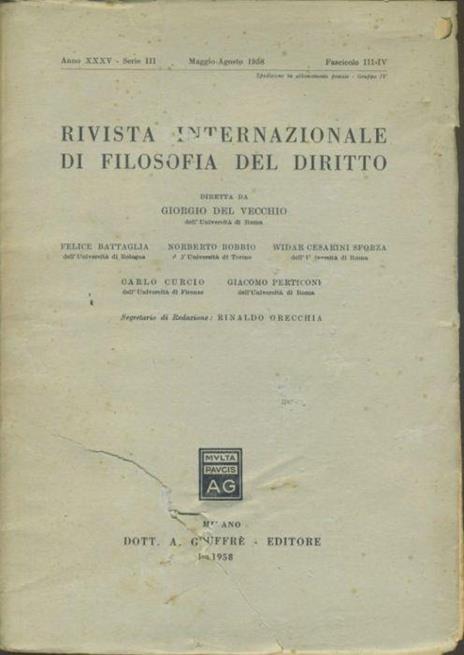 Anno XXXV - Serie III Maggio-Agosto 1958 Fascicolo III-IV
Spedizione in abbonamento postale - Gruppo IV
RIVISTA INTERNAZIONALE
DI FILOSOFIA DEL DIRITTO
DIRETTA DA
GIORGIO DEL VECCHIO
dell'Università di Roma
FELICE BATTAGLIA NORBERTO BOBBIO WIDAR CESARINI SFORZA
dell'Università di Bologna dell'Università di Torino dell'Università di Roma
CARLO CURCIO GIACOMO PERTICONE
dell'Università di Firenze dell'Università di Roma
Segretario di Redazione: RINALDO ORECCHIA
MVLTA
PAVCIS
AG
MILANO
DOTT. A. GIUFFRÈ - EDITORE
1958